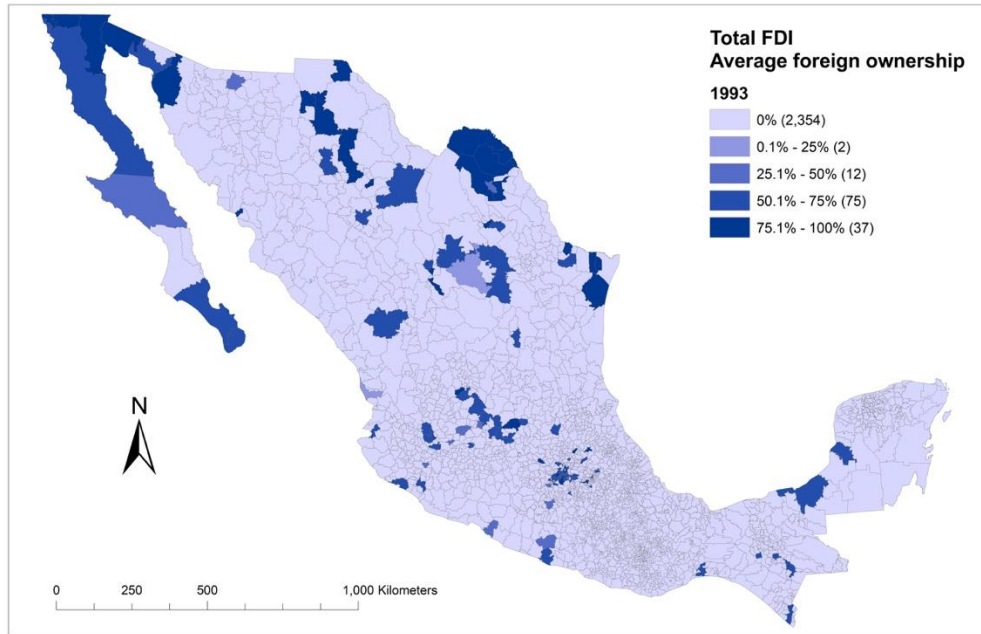 Total FDI
Average foreign ownership
1993
0% (2,354)
0.1% - 25% (2)
25.1% - 50% (12)
50.1% - 75% (75)
75.1% - 100% (37)
N
0 250 500 1,000 Kilometers